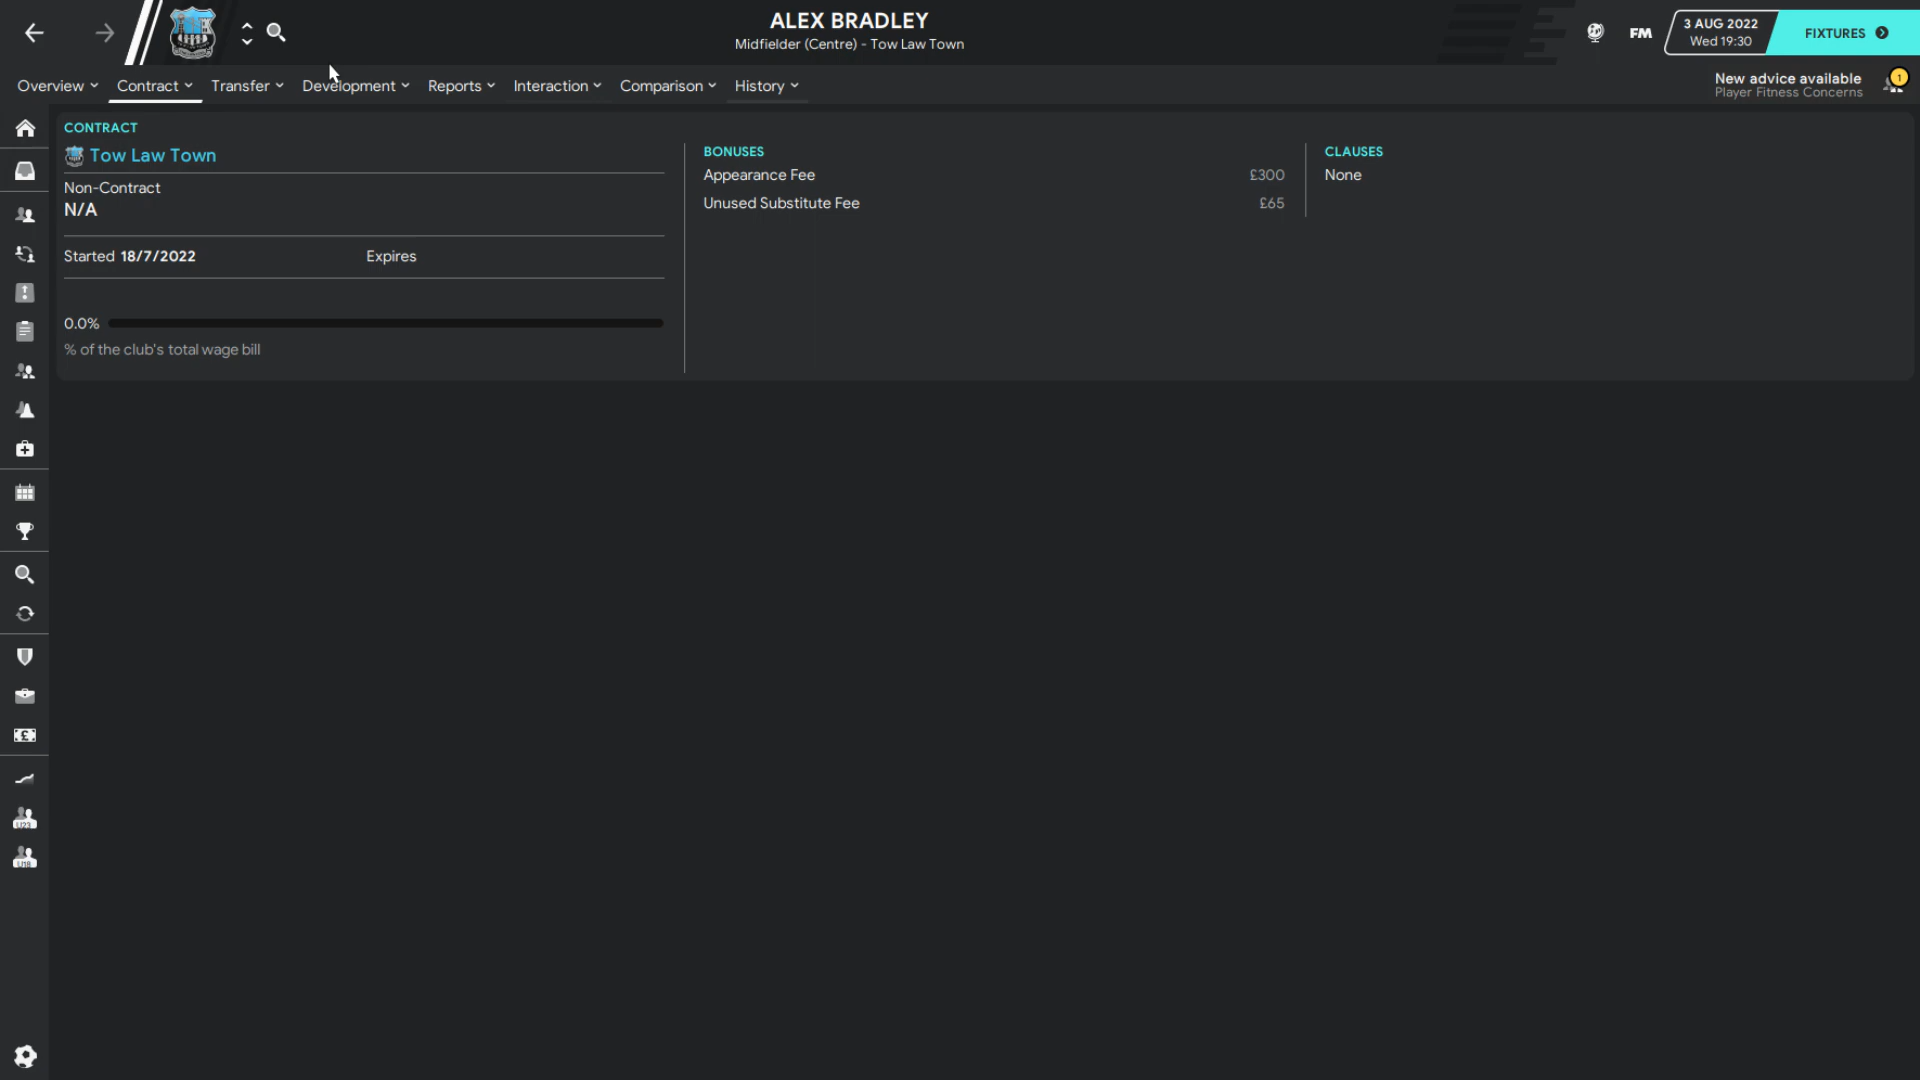 ALEX BRADLEY
Midfielder (Centre) - Tow Law Town
FM
3 AUG 2022
Wed 19:30
FIXTURES
Overview
Contract
Transfer
Development
Reports
Interaction
Comparison
History
New advice available
Player Fitness Concerns
1
CONTRACT
Tow Law Town
Non-Contract
N/A
Started 18/7/2022
Expires
0.0%
% of the club's total wage bill
BONUSES
Appearance Fee £300
Unused Substitute Fee £65
CLAUSES
None
U23
U18